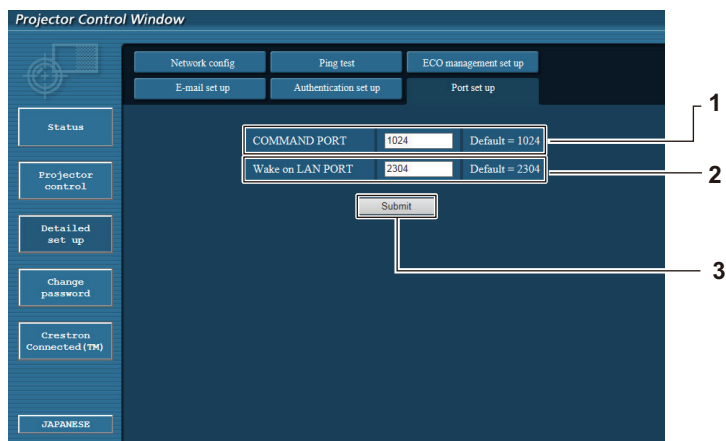 Projector Control Window
Network config
Ping test
ECO management set up
E-mail set up
Authentication set up
Port set up
Status
Projector
control
Detailed
set up
Change
password
Crestron
Connected(TM)
JAPANESE
COMMAND PORT 1024 Default = 1024
Wake on LAN PORT 2304 Default = 2304
Submit
1
2
3